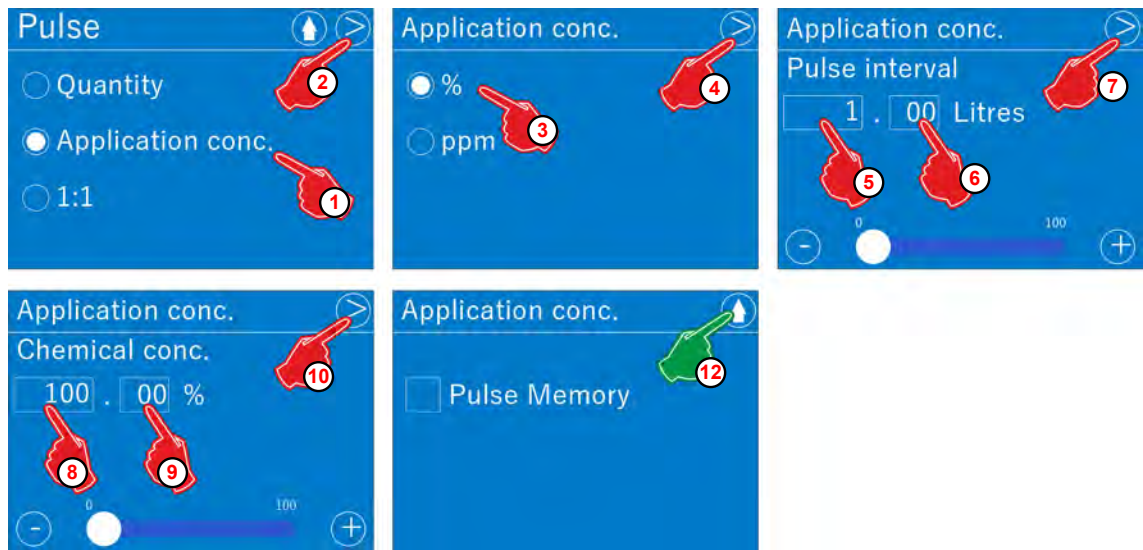 Pulse
>
Quantity
2
Application conc.
1
1:1
Application conc.
>
%
4
3
ppm
Application conc.
>
Pulse interval
7
1 . 00 Litres
5
6
0
100
-
+
Application conc.
>
Chemical conc.
10
100 . 00 %
8
9
0
100
-
+
Application conc.
12
Pulse Memory